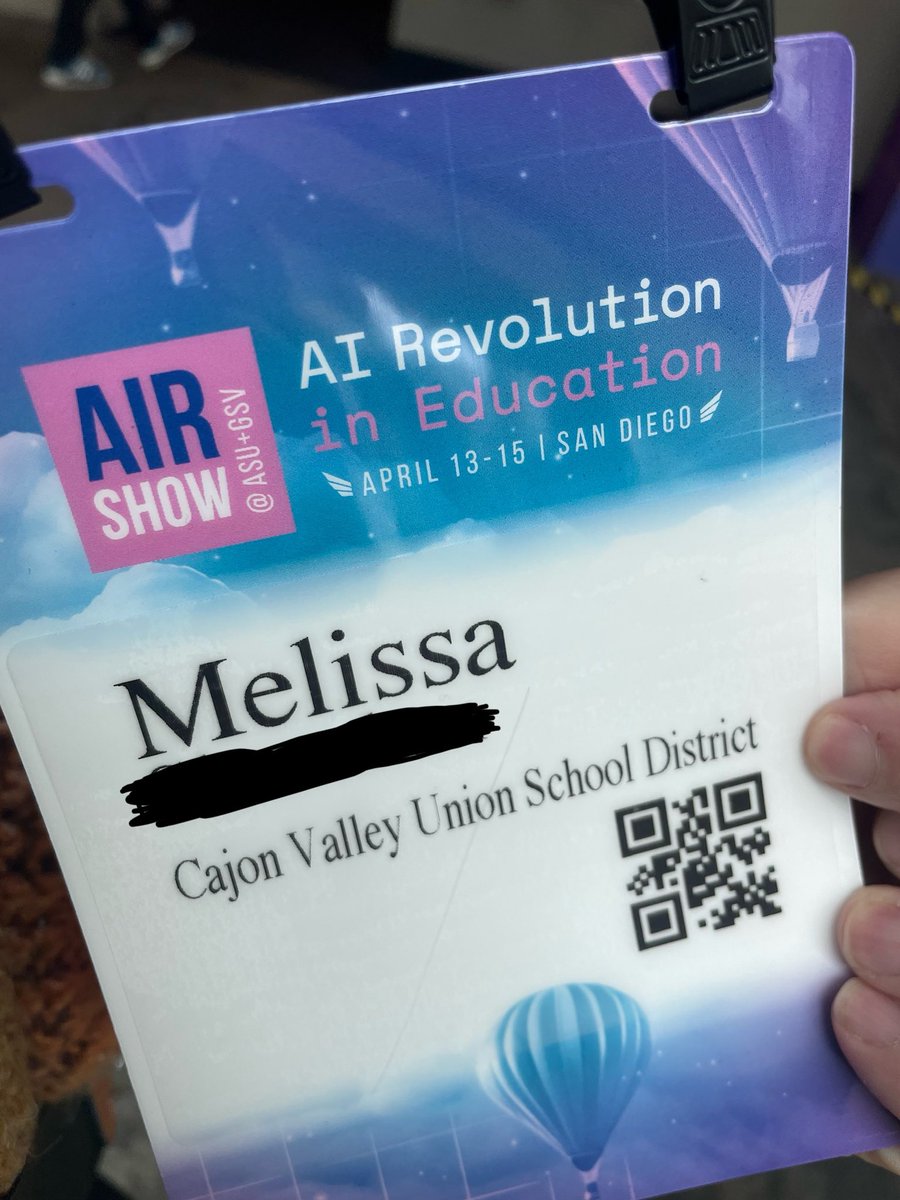 AIR
SHOW
@ASU+GSV
AI Revolution
in Education
APRIL 13-15 | SAN DIEGO
Melissa
Cajon Valley Union School District